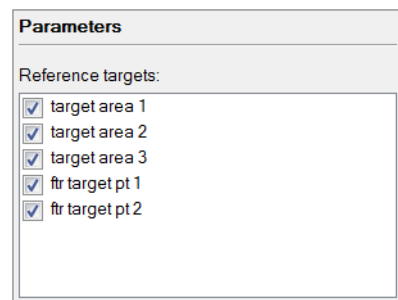 Parameters
Reference targets:
target area 1
target area 2
target area 3
ftr target pt 1
ftr target pt 2